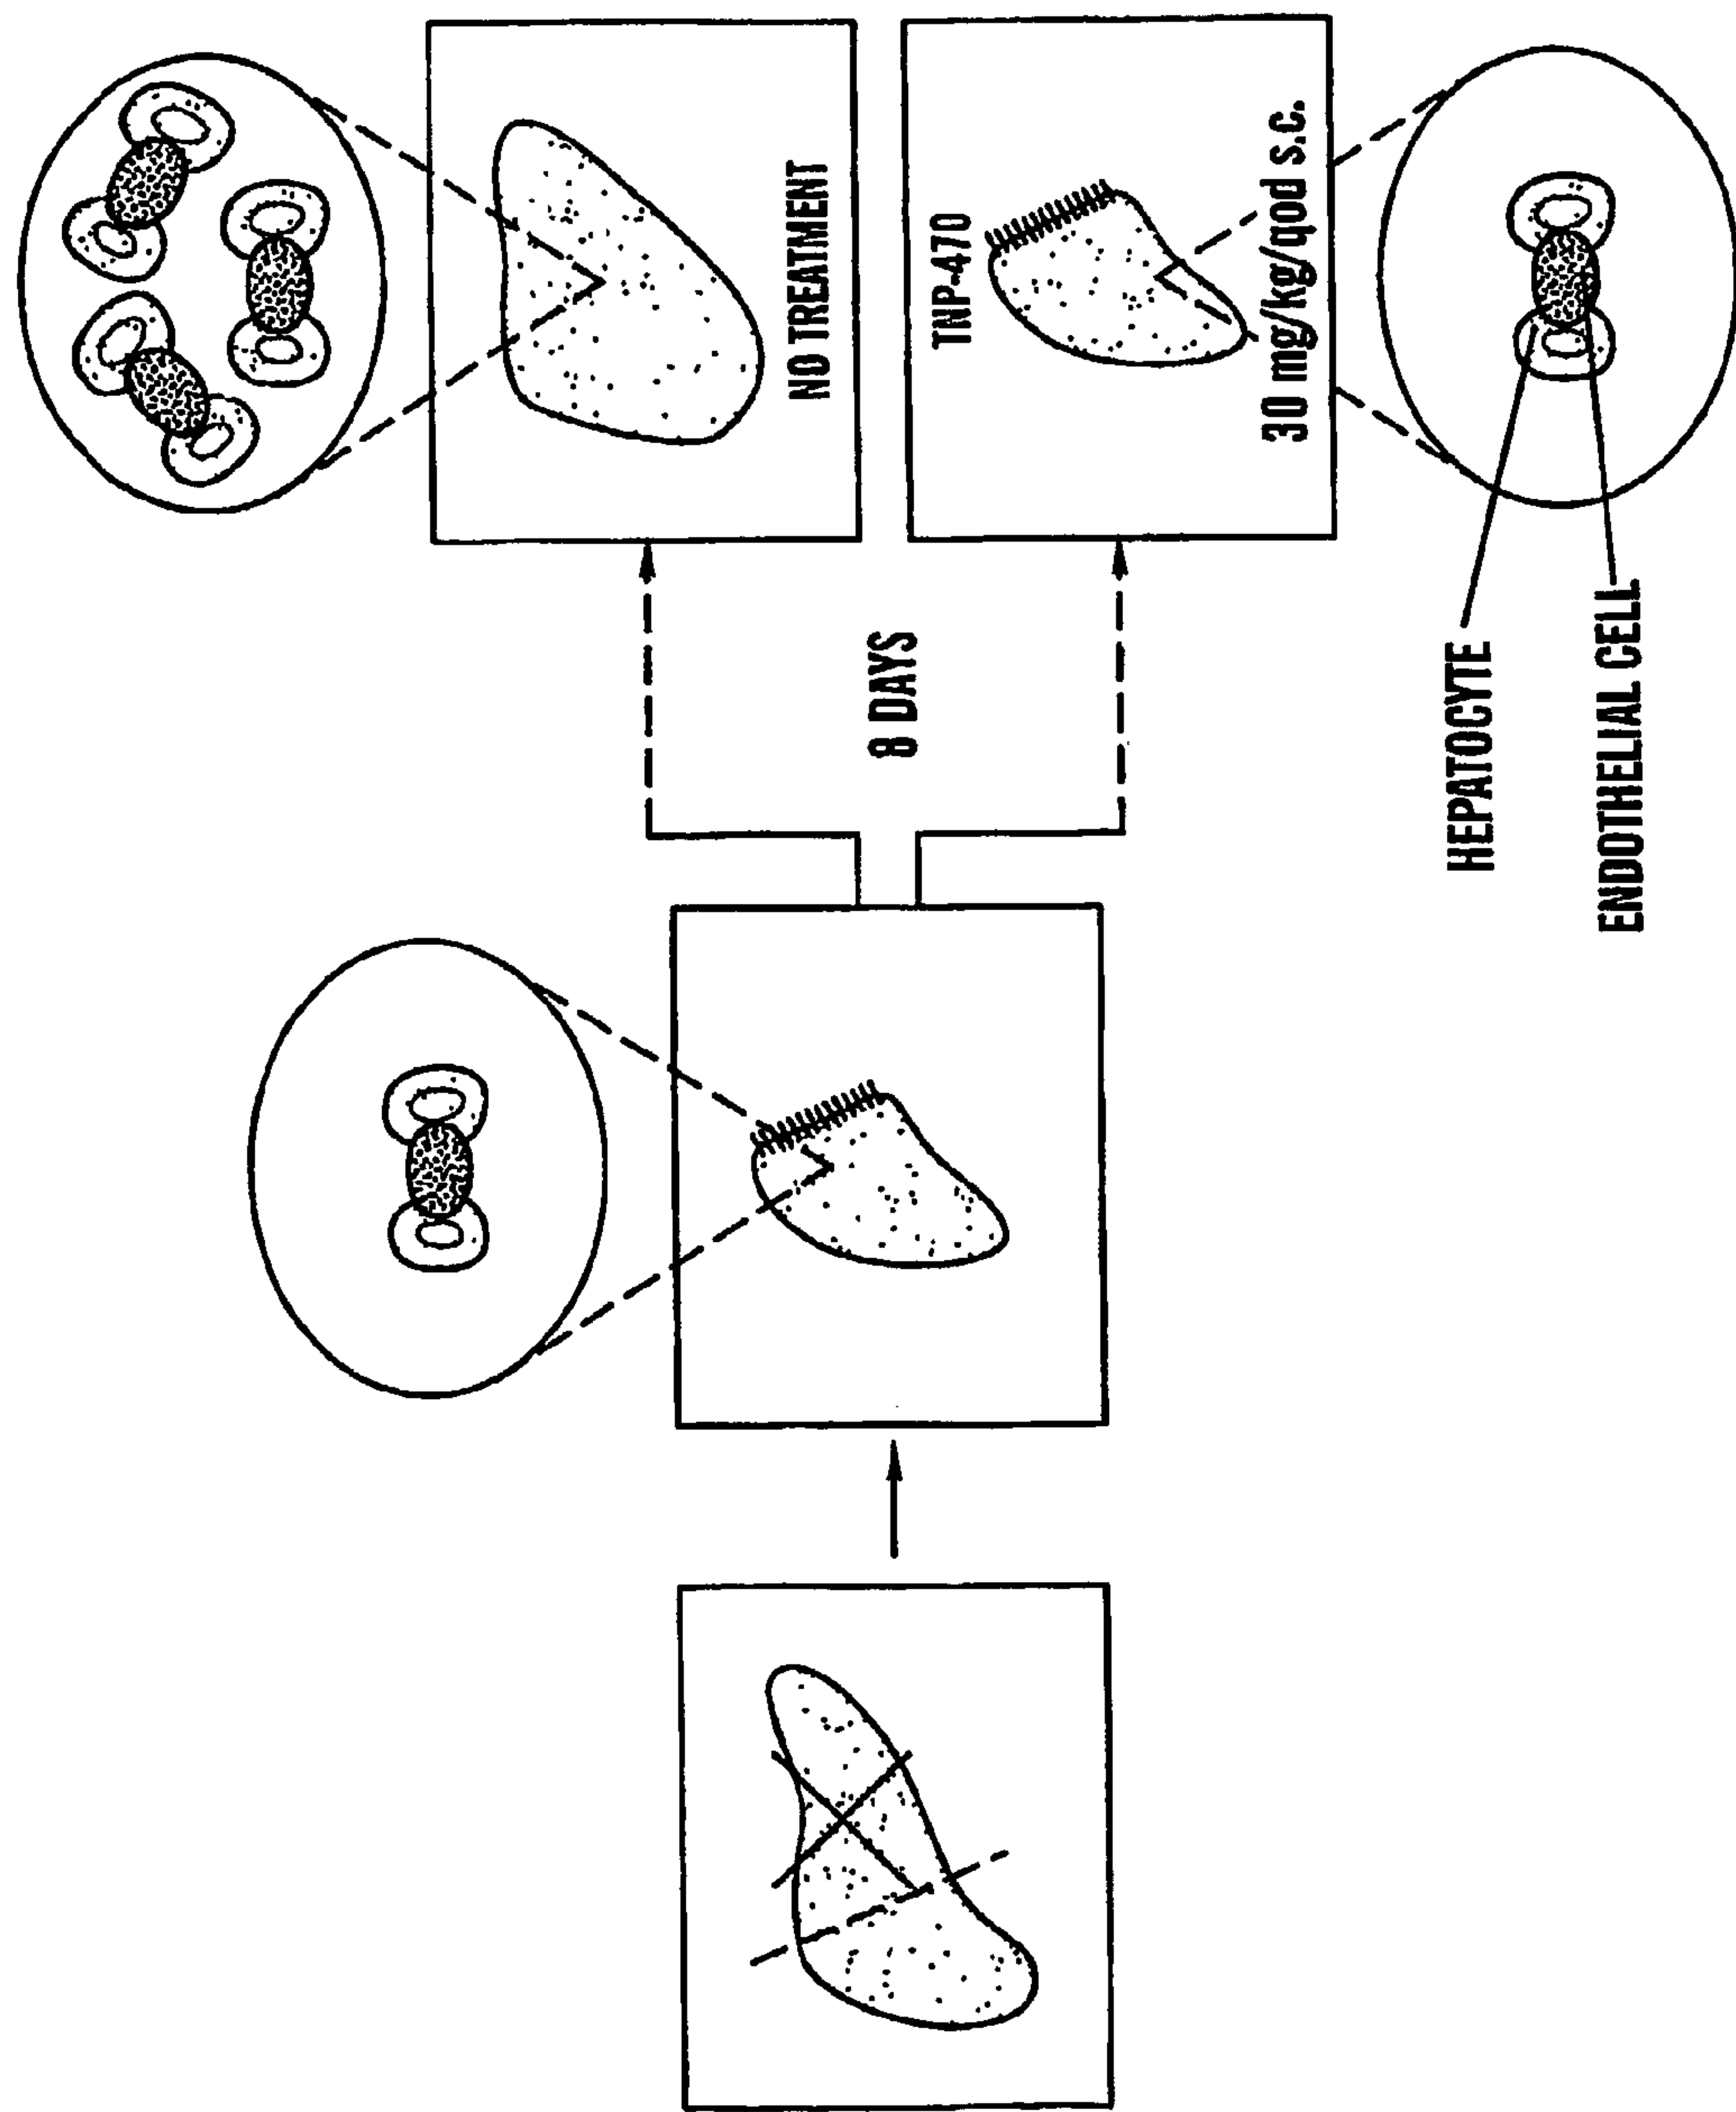 NO TREATMENT
8 DAYS
TNP-470
30 mg/kg/qod s.c.
HEPATOCYTE
ENDOTHELIAL CELL